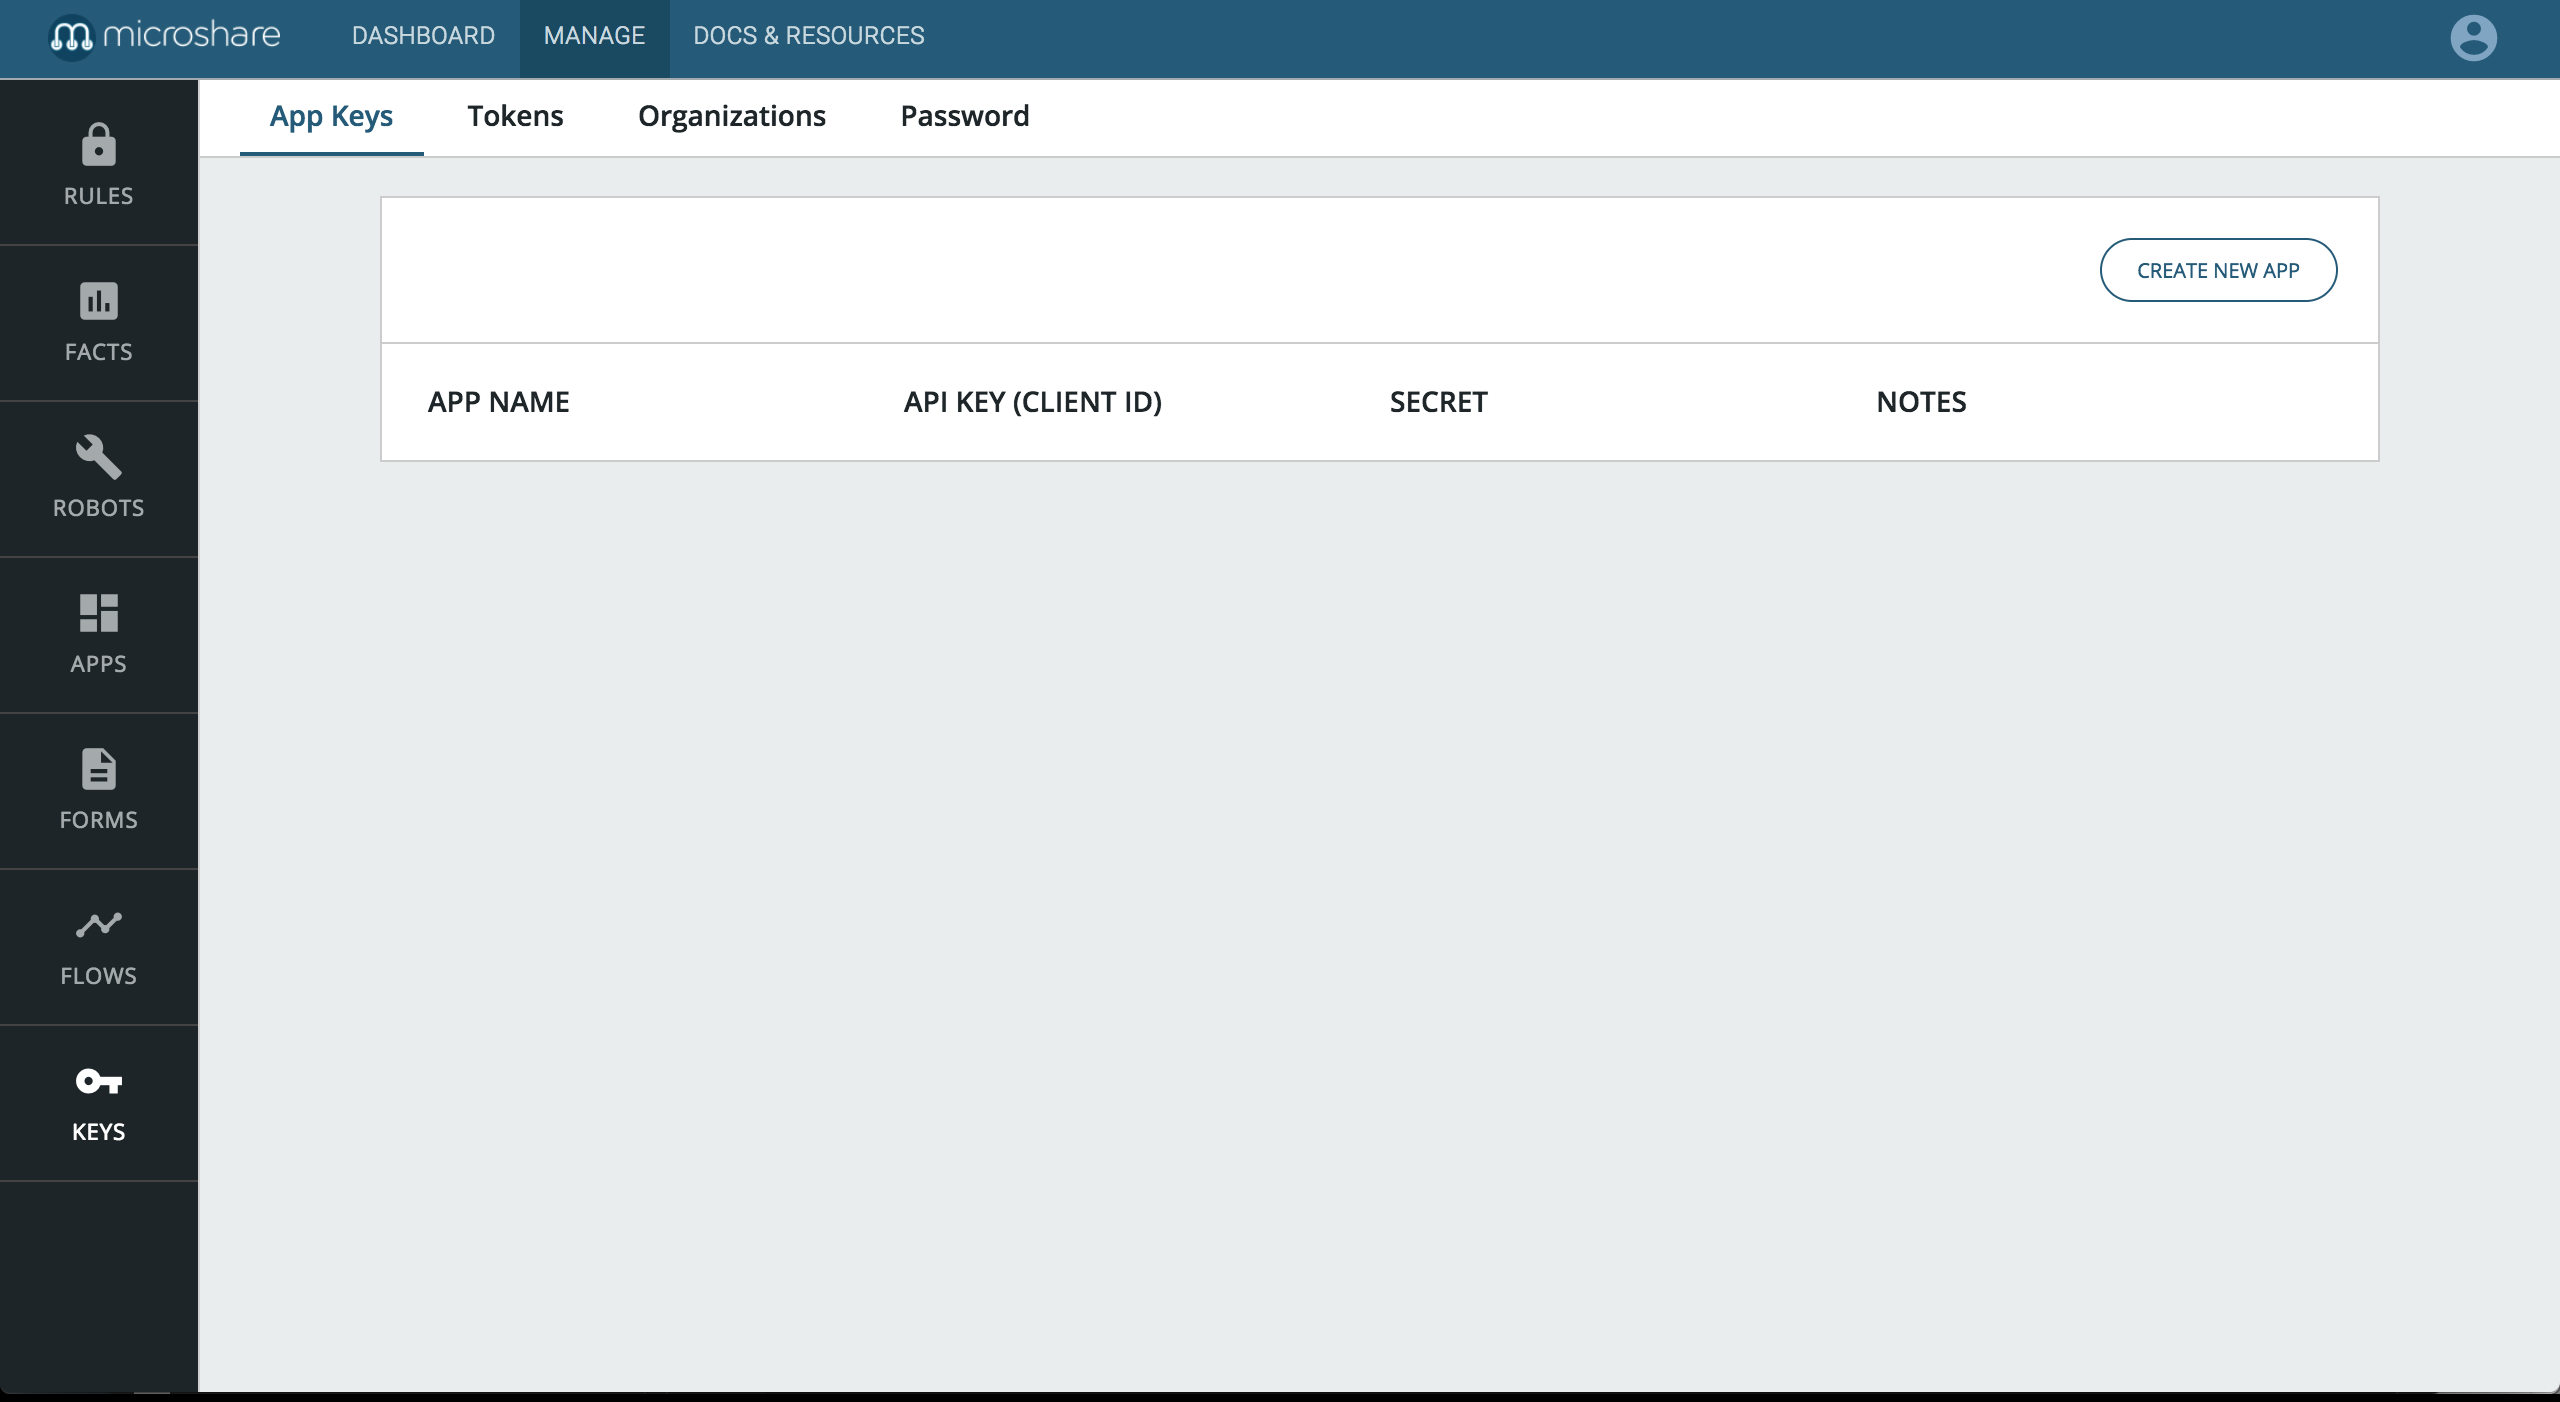 microshare DASHBOARD MANAGE DOCS & RESOURCES
App Keys Tokens Organizations Password
RULES
FACTS
ROBOTS
APPS
FORMS
FLOWS
KEYS
CREATE NEW APP
APP NAME API KEY (CLIENT ID) SECRET NOTES